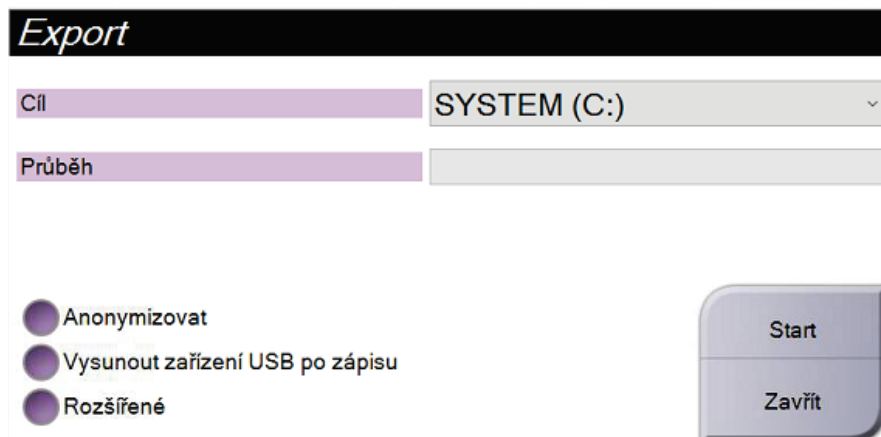 Export
Cíl
SYSTEM (C:)
Průběh
Anonymizovat
Vysunout zařízení USB po zápisu
Rozšířené
Start
Zavřít